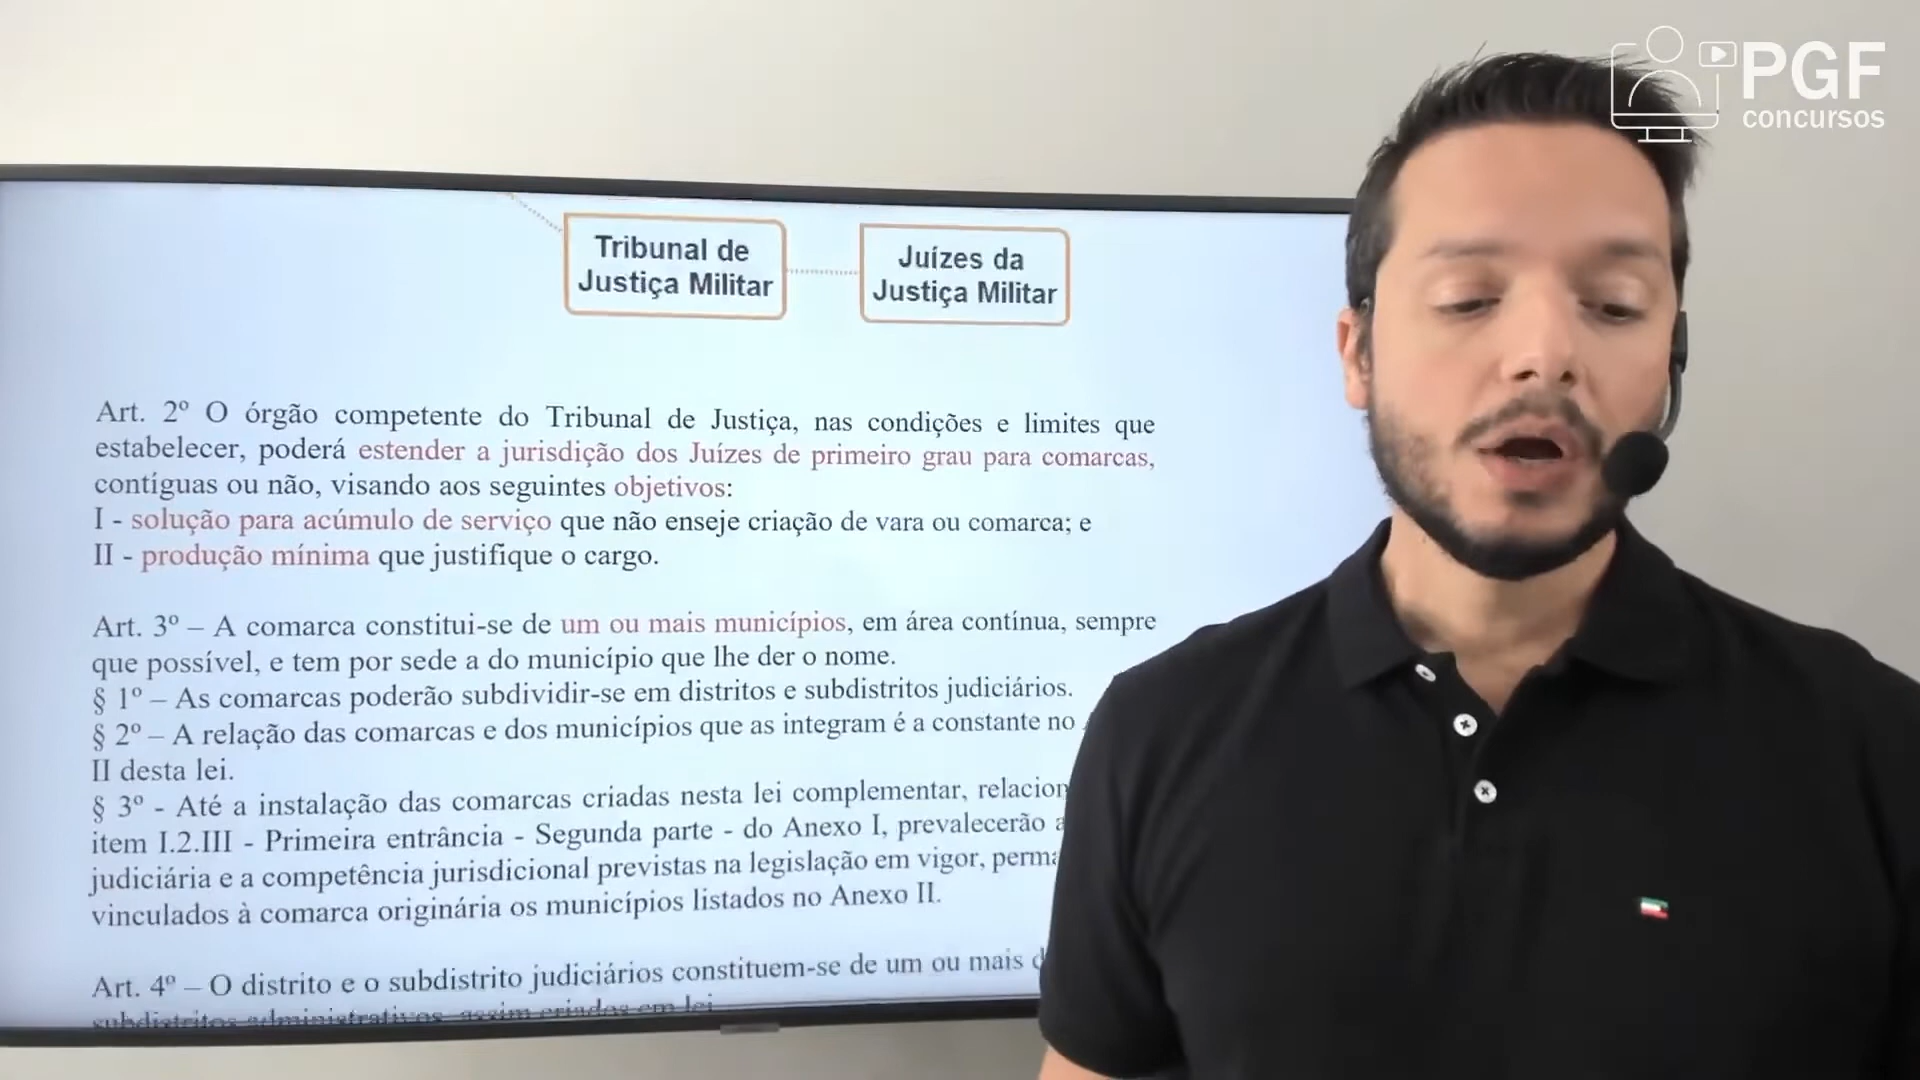 PGF
concursos
Tribunal de
Justiça Militar
Juízes da
Justiça Militar
Art. 2º O órgão competente do Tribunal de Justiça, nas condições e limites que
estabelecer, poderá estender a jurisdição dos Juízes de primeiro grau para comarcas,
contíguas ou não, visando aos seguintes objetivos:
I - solução para acúmulo de serviço que não enseje criação de vara ou comarca; e
II - produção mínima que justifique o cargo.
Art. 3º – A comarca constitui-se de um ou mais municípios, em área contínua, sempre
que possível, e tem por sede a do município que lhe der o nome.
§ 1º – As comarcas poderão subdividir-se em distritos e subdistritos judiciários.
§ 2º – A relação das comarcas e dos municípios que as integram é a constante no
II desta lei.
§ 3º - Até a instalação das comarcas criadas nesta lei complementar, relacion
item I.2.III - Primeira entrância - Segunda parte - do Anexo I, prevalecerão a
judiciária e a competência jurisdicional previstas na legislação em vigor, perma
vinculados à comarca originária os municípios listados no Anexo II.
Art. 4º – O distrito e o subdistrito judiciários constituem-se de um ou mais d
subdistritos administrativos, assim criados em lei.